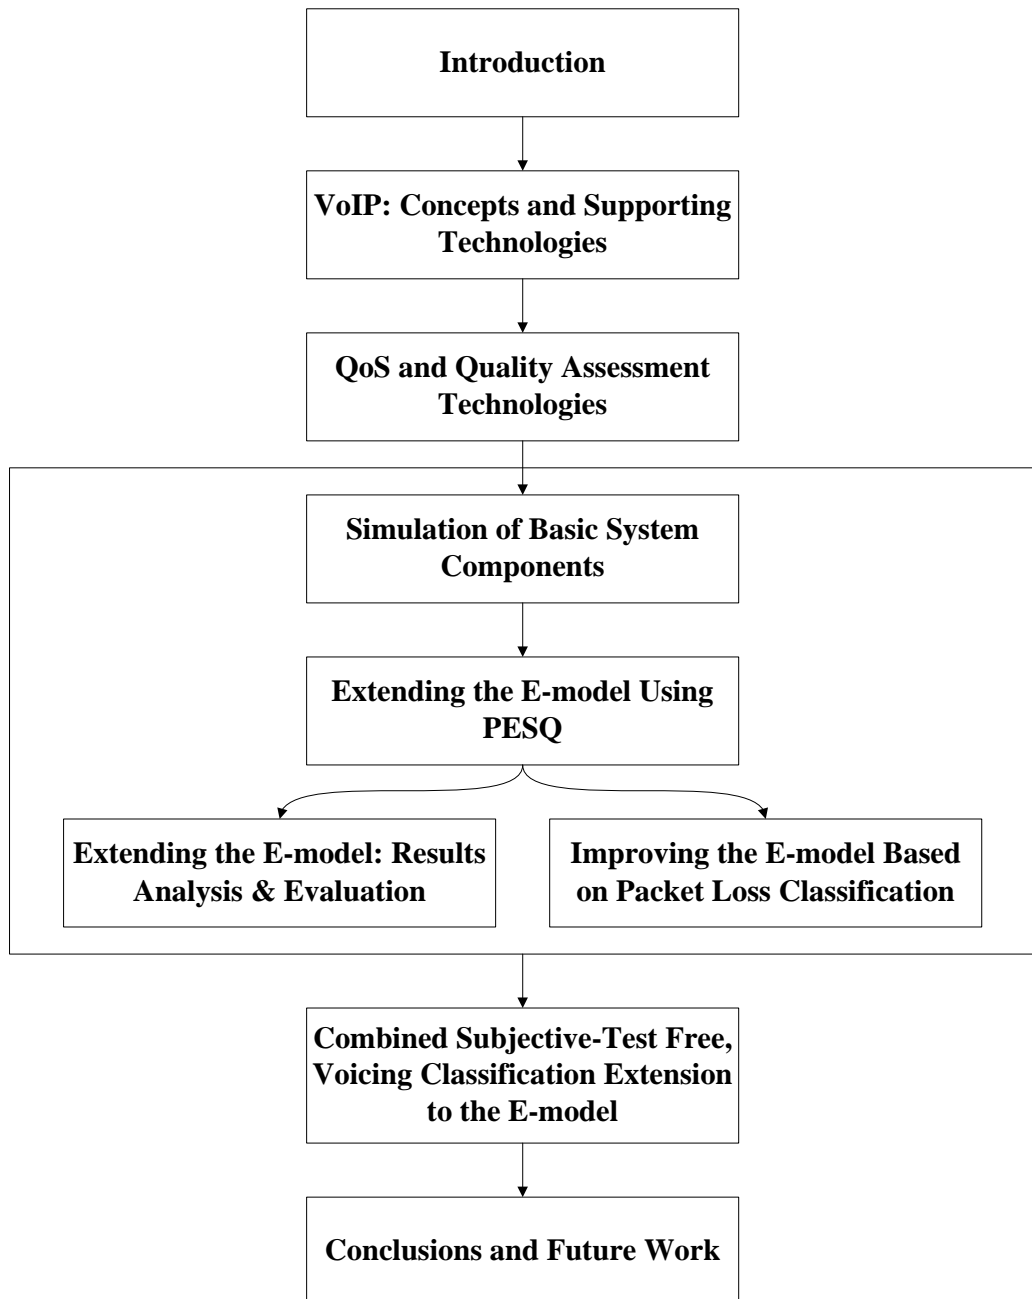 Introduction
VoIP: Concepts and Supporting
Technologies
QoS and Quality Assessment
Technologies
Simulation of Basic System
Components
Extending the E-model Using
PESQ
Extending the E-model: Results
Analysis & Evaluation
Improving the E-model Based
on Packet Loss Classification
Combined Subjective-Test Free,
Voicing Classification Extension
to the E-model
Conclusions and Future Work